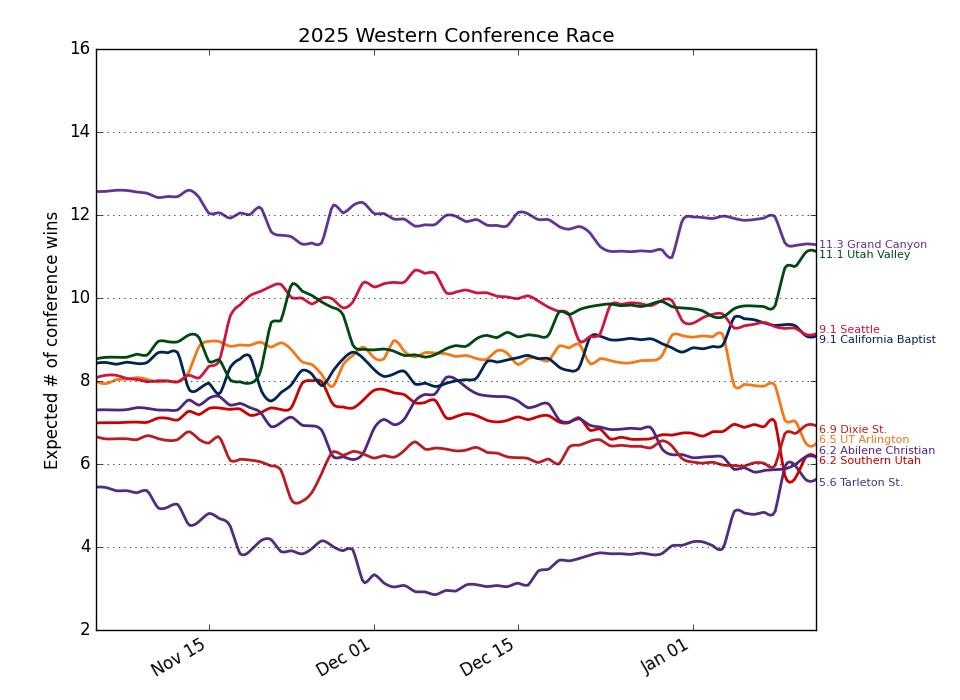 2025 Western Conference Race
Expected # of conference wins
16
14
12
10
8
6
4
2
Nov 15
Dec 01
Dec 15
Jan 01
11.3 Grand Canyon
11.1 Utah Valley
9.1 Seattle
9.1 California Baptist
6.9 Dixie St.
6.5 UT Arlington
6.2 Abilene Christian
6.2 Southern Utah
5.6 Tarleton St.